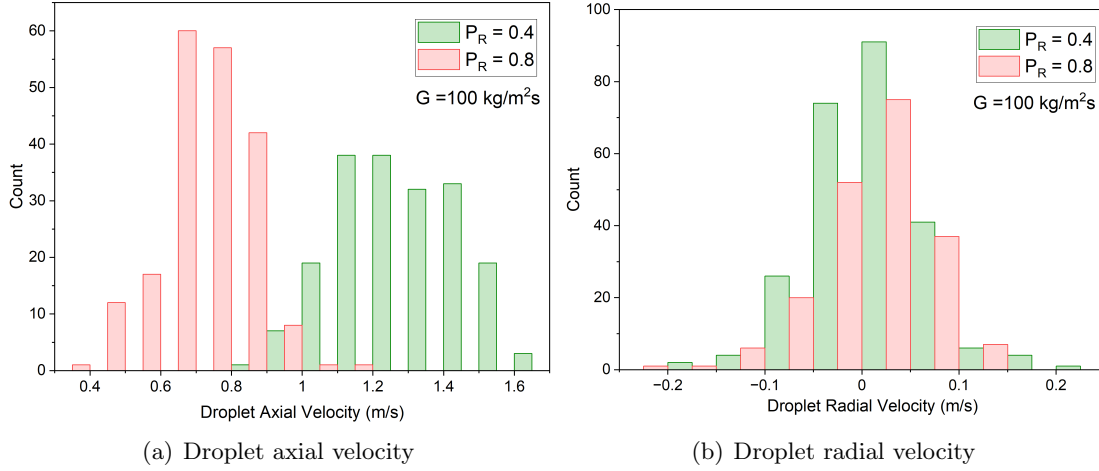 60
50
40
30
20
10
0
Count
P_R = 0.4
P_R = 0.8
G =100 kg/m²s
0.4 0.6 0.8 1 1.2 1.4 1.6
Droplet Axial Velocity (m/s)
(a) Droplet axial velocity
100
80
60
40
20
0
Count
P_R = 0.4
P_R = 0.8
G =100 kg/m²s
−0.2 −0.1 0 0.1 0.2
Droplet Radial Velocity (m/s)
(b) Droplet radial velocity